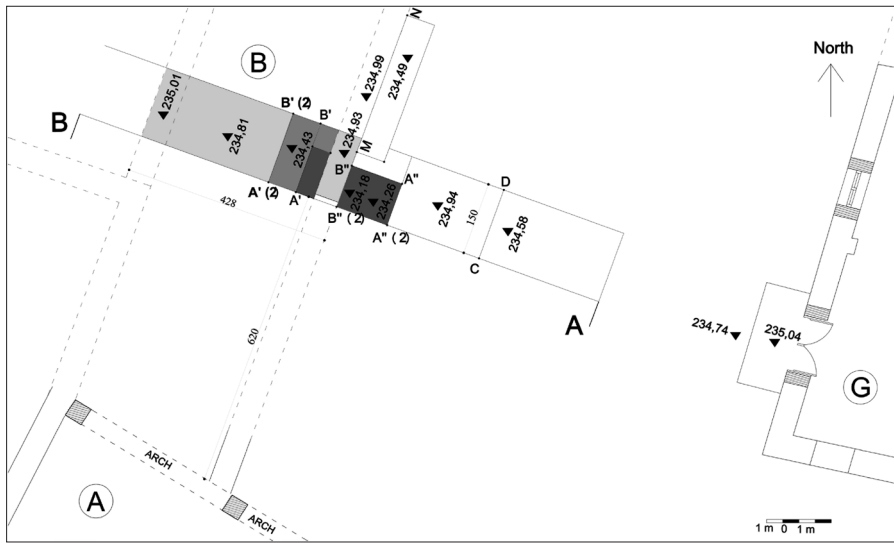 N
234,99
234,49
B
235,01
B' (2)
B'
234,93
North
B
234,81
234,43
M
B"
A"
D
A' (2)
A'
234,18
234,26
234,94
150
234,58
428
B" (2)
A" (2)
C
A
234,74
235,04
620
G
ARCH
A
ARCH
1 m 0 1 m